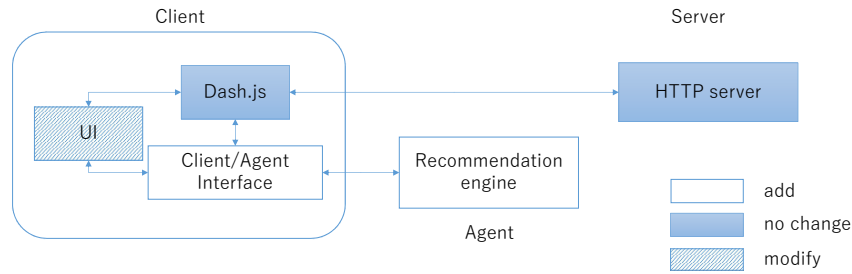 Client
Server
Dash.js
HTTP server
UI
Client/Agent
Interface
Recommendation
engine
Agent
add
no change
modify